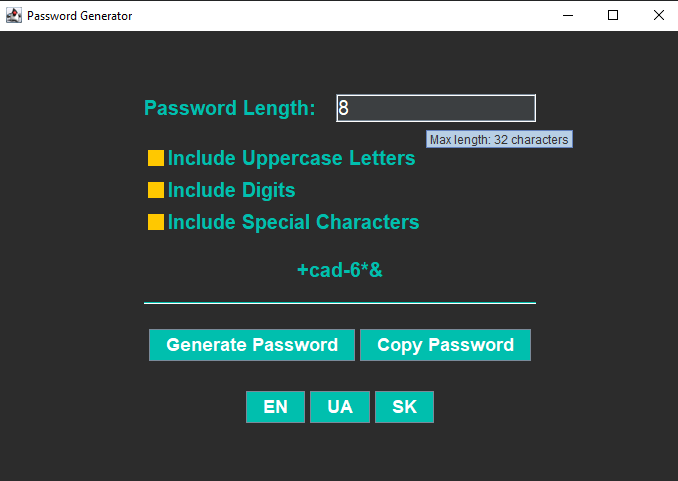 Password Generator
Password Length: 8
Max length: 32 characters
Include Uppercase Letters
Include Digits
Include Special Characters
+cad-6*&
Generate Password Copy Password
EN UA SK